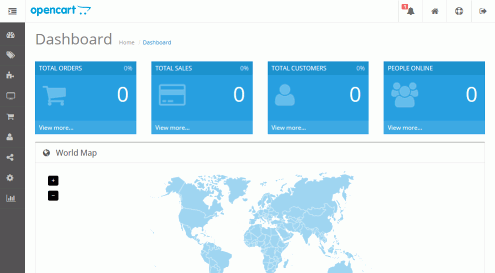 opencart
1
Dashboard
Home
Dashboard
TOTAL ORDERS 0%
0
View more...
TOTAL SALES 0%
0
View more...
TOTAL CUSTOMERS 0%
0
View more...
PEOPLE ONLINE
0
View more...
World Map
+
−